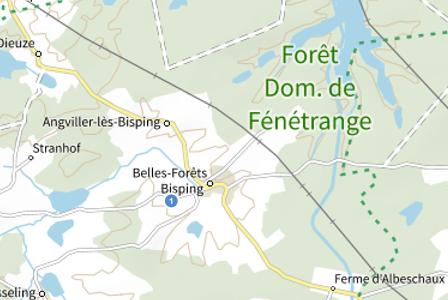 Dieuze
Forêt
Dom. de
Fénétrange
Angviller-lès-Bisping
Stranhof
Belles-Forêts
Bisping
1
Ferme d'Albeschaux
sseling